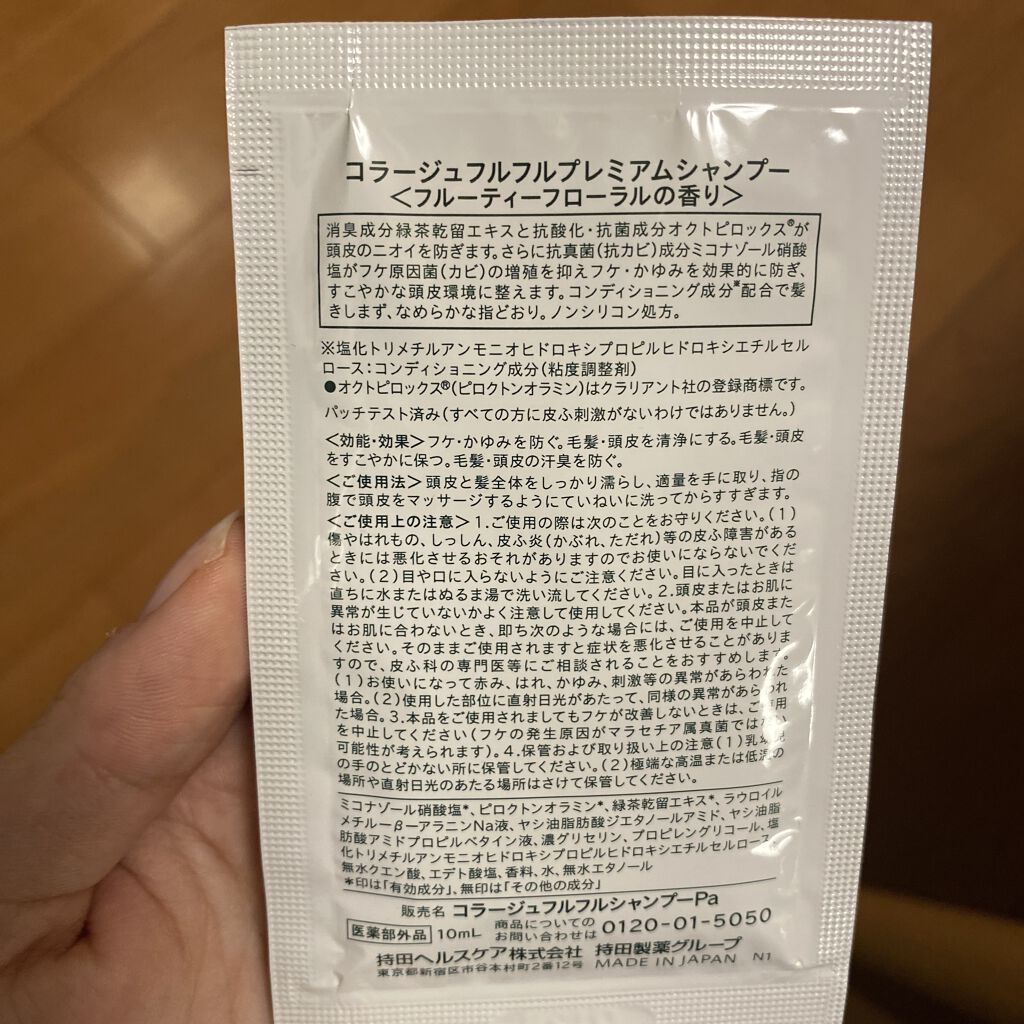 コラージュフルフルプレミアムシャンプー
＜フルーティーフローラルの香り＞
消臭成分緑茶乾留エキスと抗酸化・抗菌成分オクトピロックス®が
頭皮のニオイを防ぎます。さらに抗真菌(抗カビ)成分ミコナゾール硝酸
塩がフケ原因菌(カビ)の増殖を抑えフケ・かゆみを効果的に防ぎ、
すこやかな頭皮環境に整えます。コンディショニング成分※配合で髪
きしまず、なめらかな指どおり。ノンシリコン処方。
※塩化トリメチルアンモニオヒドロキシプロピルヒドロキシエチルセル
ロース：コンディショニング成分(粘度調整剤)
●オクトピロックス®(ピロクトンオラミン)はクラリアント社の登録商標です。
パッチテスト済み(すべての方に皮ふ刺激がないわけではありません。)
＜効能・効果＞フケ・かゆみを防ぐ。毛髪・頭皮を清浄にする。毛髪・頭皮
をすこやかに保つ。毛髪・頭皮の汗臭を防ぐ。
＜ご使用法＞頭皮と髪全体をしっかり濡らし、適量を手に取り、指の
腹で頭皮をマッサージするようにていねいに洗ってからすすぎます。
＜ご使用上の注意＞1.ご使用の際は次のことをお守りください。(1)
傷やはれもの、しっしん、皮ふ炎(かぶれ、ただれ)等の皮ふ障害がある
ときには悪化させるおそれがありますのでお使いにならないでくだ
さい。(2)目や口に入らないようにご注意ください。目に入ったときは
直ちに水またはぬるま湯で洗い流してください。2.頭皮またはお肌に
異常が生じていないかよく注意して使用してください。本品が頭皮また
はお肌に合わないとき、即ち次のような場合には、ご使用を中止して
ください。そのままご使用されますと症状を悪化させることがありま
すので、皮ふ科の専門医等にご相談されることをおすすめします。
(1)お使いになって赤み、はれ、かゆみ、刺激等の異常があらわれた
場合。(2)使用した部位に直射日光があたって、同様の異常があらわれ
た場合。3.本品をご使用されましてもフケが改善しないときは、ご使用
を中止してください(フケの発生原因がマラセチア属真菌ではない
可能性が考えられます)。4.保管および取り扱い上の注意(1)乳幼児
の手のとどかない所に保管してください。(2)極端な高温または低温の
場所や直射日光のあたる場所はさけて保管してください。
ミコナゾール硝酸塩*、ピロクトンオラミン*、緑茶乾留エキス*、ラウロイル
メチル－β－アラニンNa液、ヤシ油脂肪酸ジエタノールアミド、ヤシ油脂
肪酸アミドプロピルベタイン液、濃グリセリン、プロピレングリコール、塩
化トリメチルアンモニオヒドロキシプロピルヒドロキシエチルセルロース、
無水クエン酸、エデト酸塩、香料、水、無水エタノール
*印は「有効成分」、無印は「その他の成分」
販売名 コラージュフルフルシャンプーPa
医薬部外品 10mL 商品についてのお問い合わせは 0120-01-5050
持田ヘルスケア株式会社 持田製薬グループ
東京都新宿区市谷本村町2番12号 MADE IN JAPAN N1